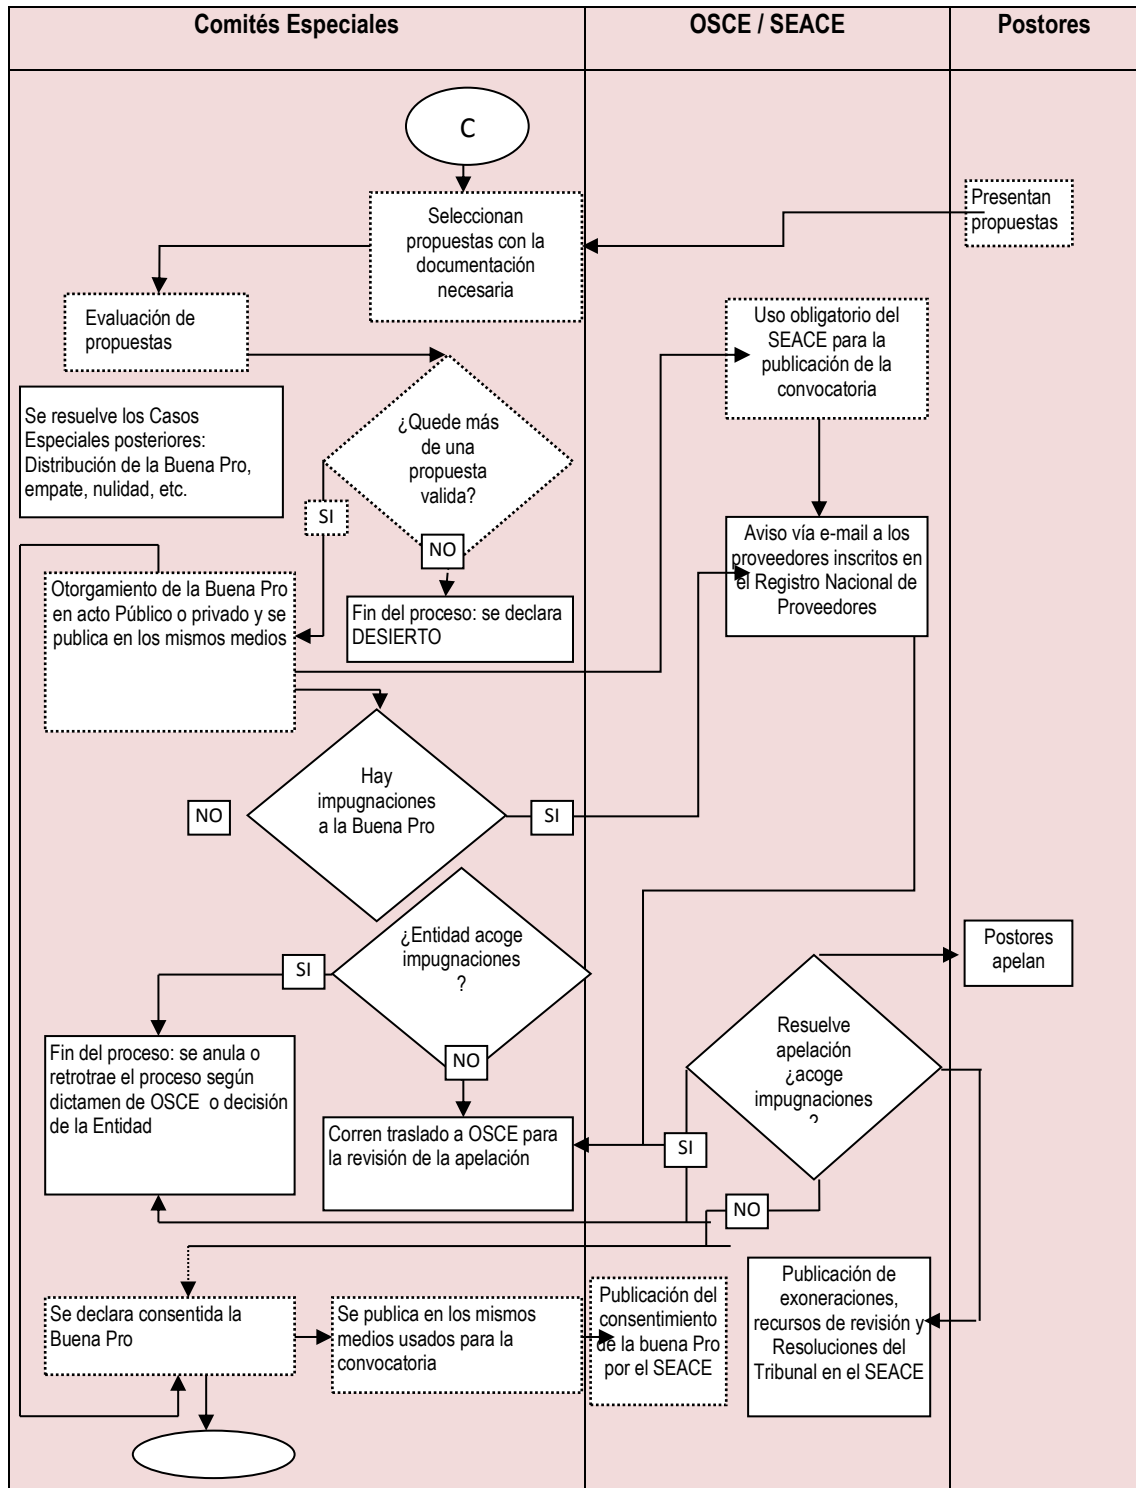 Comités Especiales
OSCE / SEACE
Postores
C
Seleccionan
propuestas con la
documentación
necesaria
Presentan
propuestas
Evaluación de
propuestas
Uso obligatorio del
SEACE para la
publicación de la
convocatoria
Se resuelve los Casos
Especiales posteriores:
Distribución de la Buena Pro,
empate, nulidad, etc.
¿Quede más
de una
propuesta
valida?
SI
NO
Aviso vía e-mail a los
proveedores inscritos en
el Registro Nacional de
Proveedores
Otorgamiento de la Buena Pro
en acto Público o privado y se
publica en los mismos medios
Fin del proceso: se declara
DESIERTO
Hay
impugnaciones
a la Buena Pro
NO
SI
¿Entidad acoge
impugnaciones
?
SI
NO
Postores
apelan
Resuelve
apelación
¿acoge
impugnaciones
?
Fin del proceso: se anula o
retrotrae el proceso según
dictamen de OSCE o decisión
de la Entidad
Corren traslado a OSCE para
la revisión de la apelación
SI
NO
Se declara consentida la
Buena Pro
Se publica en los mismos
medios usados para la
convocatoria
Publicación del
consentimiento
de la buena Pro
por el SEACE
Publicación de
exoneraciones,
recursos de revisión y
Resoluciones del
Tribunal en el SEACE